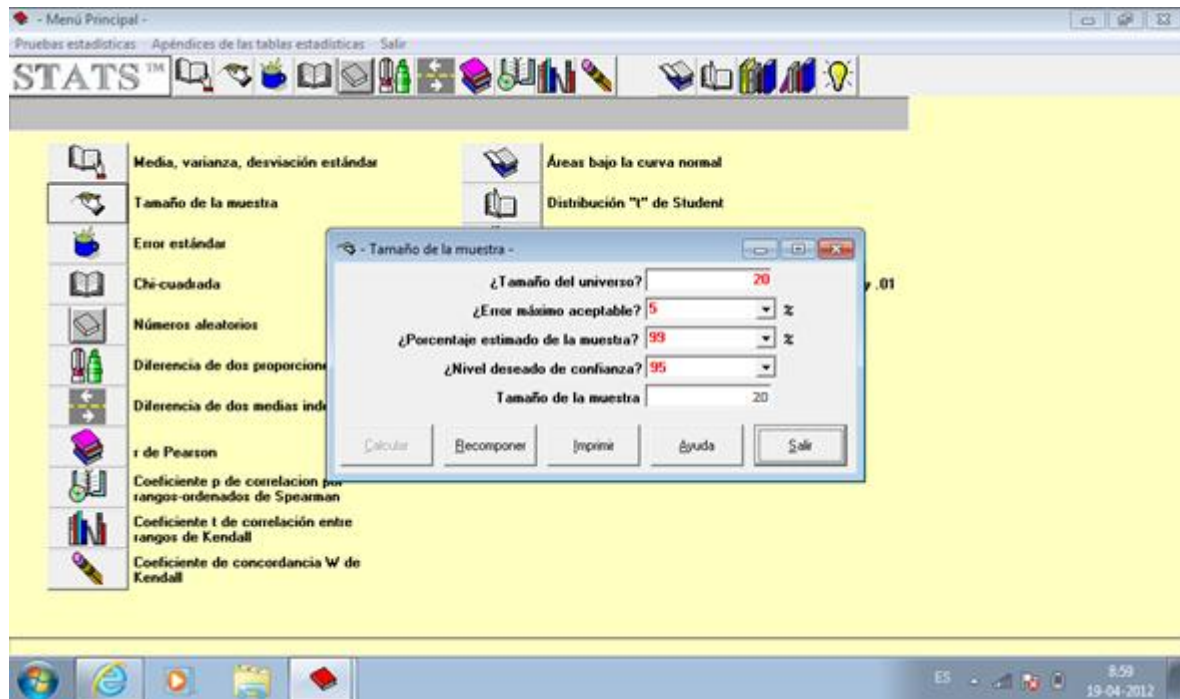 - Menú Principal -
Pruebas estadísticas Apéndices de las tablas estadísticas Salir
STATS™
Media, varianza, desviación estándar
Áreas bajo la curva normal
Tamaño de la muestra
Distribución "t" de Student
Error estándar
Chi-cuadrada
y .01
Números aleatorios
Diferencia de dos proporcione
Diferencia de dos medias inde
r de Pearson
Coeficiente p de correlacion por
rangos-ordenados de Spearman
Coeficiente t de correlación entre
rangos de Kendall
Coeficiente de concordancia W de
Kendall
- Tamaño de la muestra -
¿Tamaño del universo? 20
¿Error máximo aceptable? 5 %
¿Porcentaje estimado de la muestra? 99 %
¿Nivel deseado de confianza? 95
Tamaño de la muestra 20
Calcular Recomponer Imprimir Ayuda Salir
ES 8:59
19-04-2012